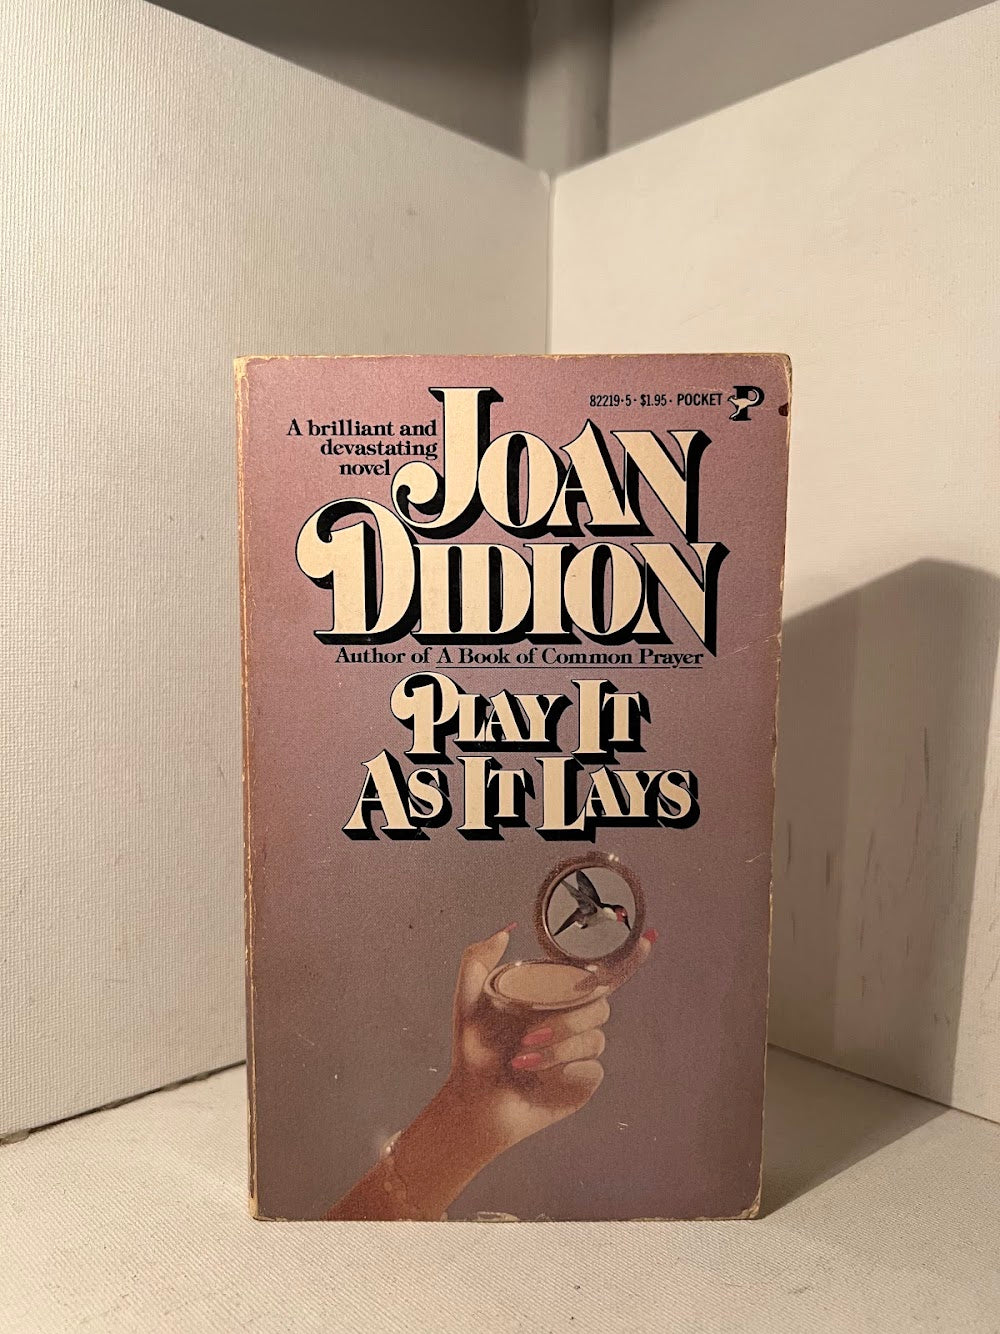 82219-5 · $1.95 · POCKET
A brilliant and
devastating
novel
JOAN
DIDION
Author of A Book of Common Prayer
PLAY IT
AS IT LAYS